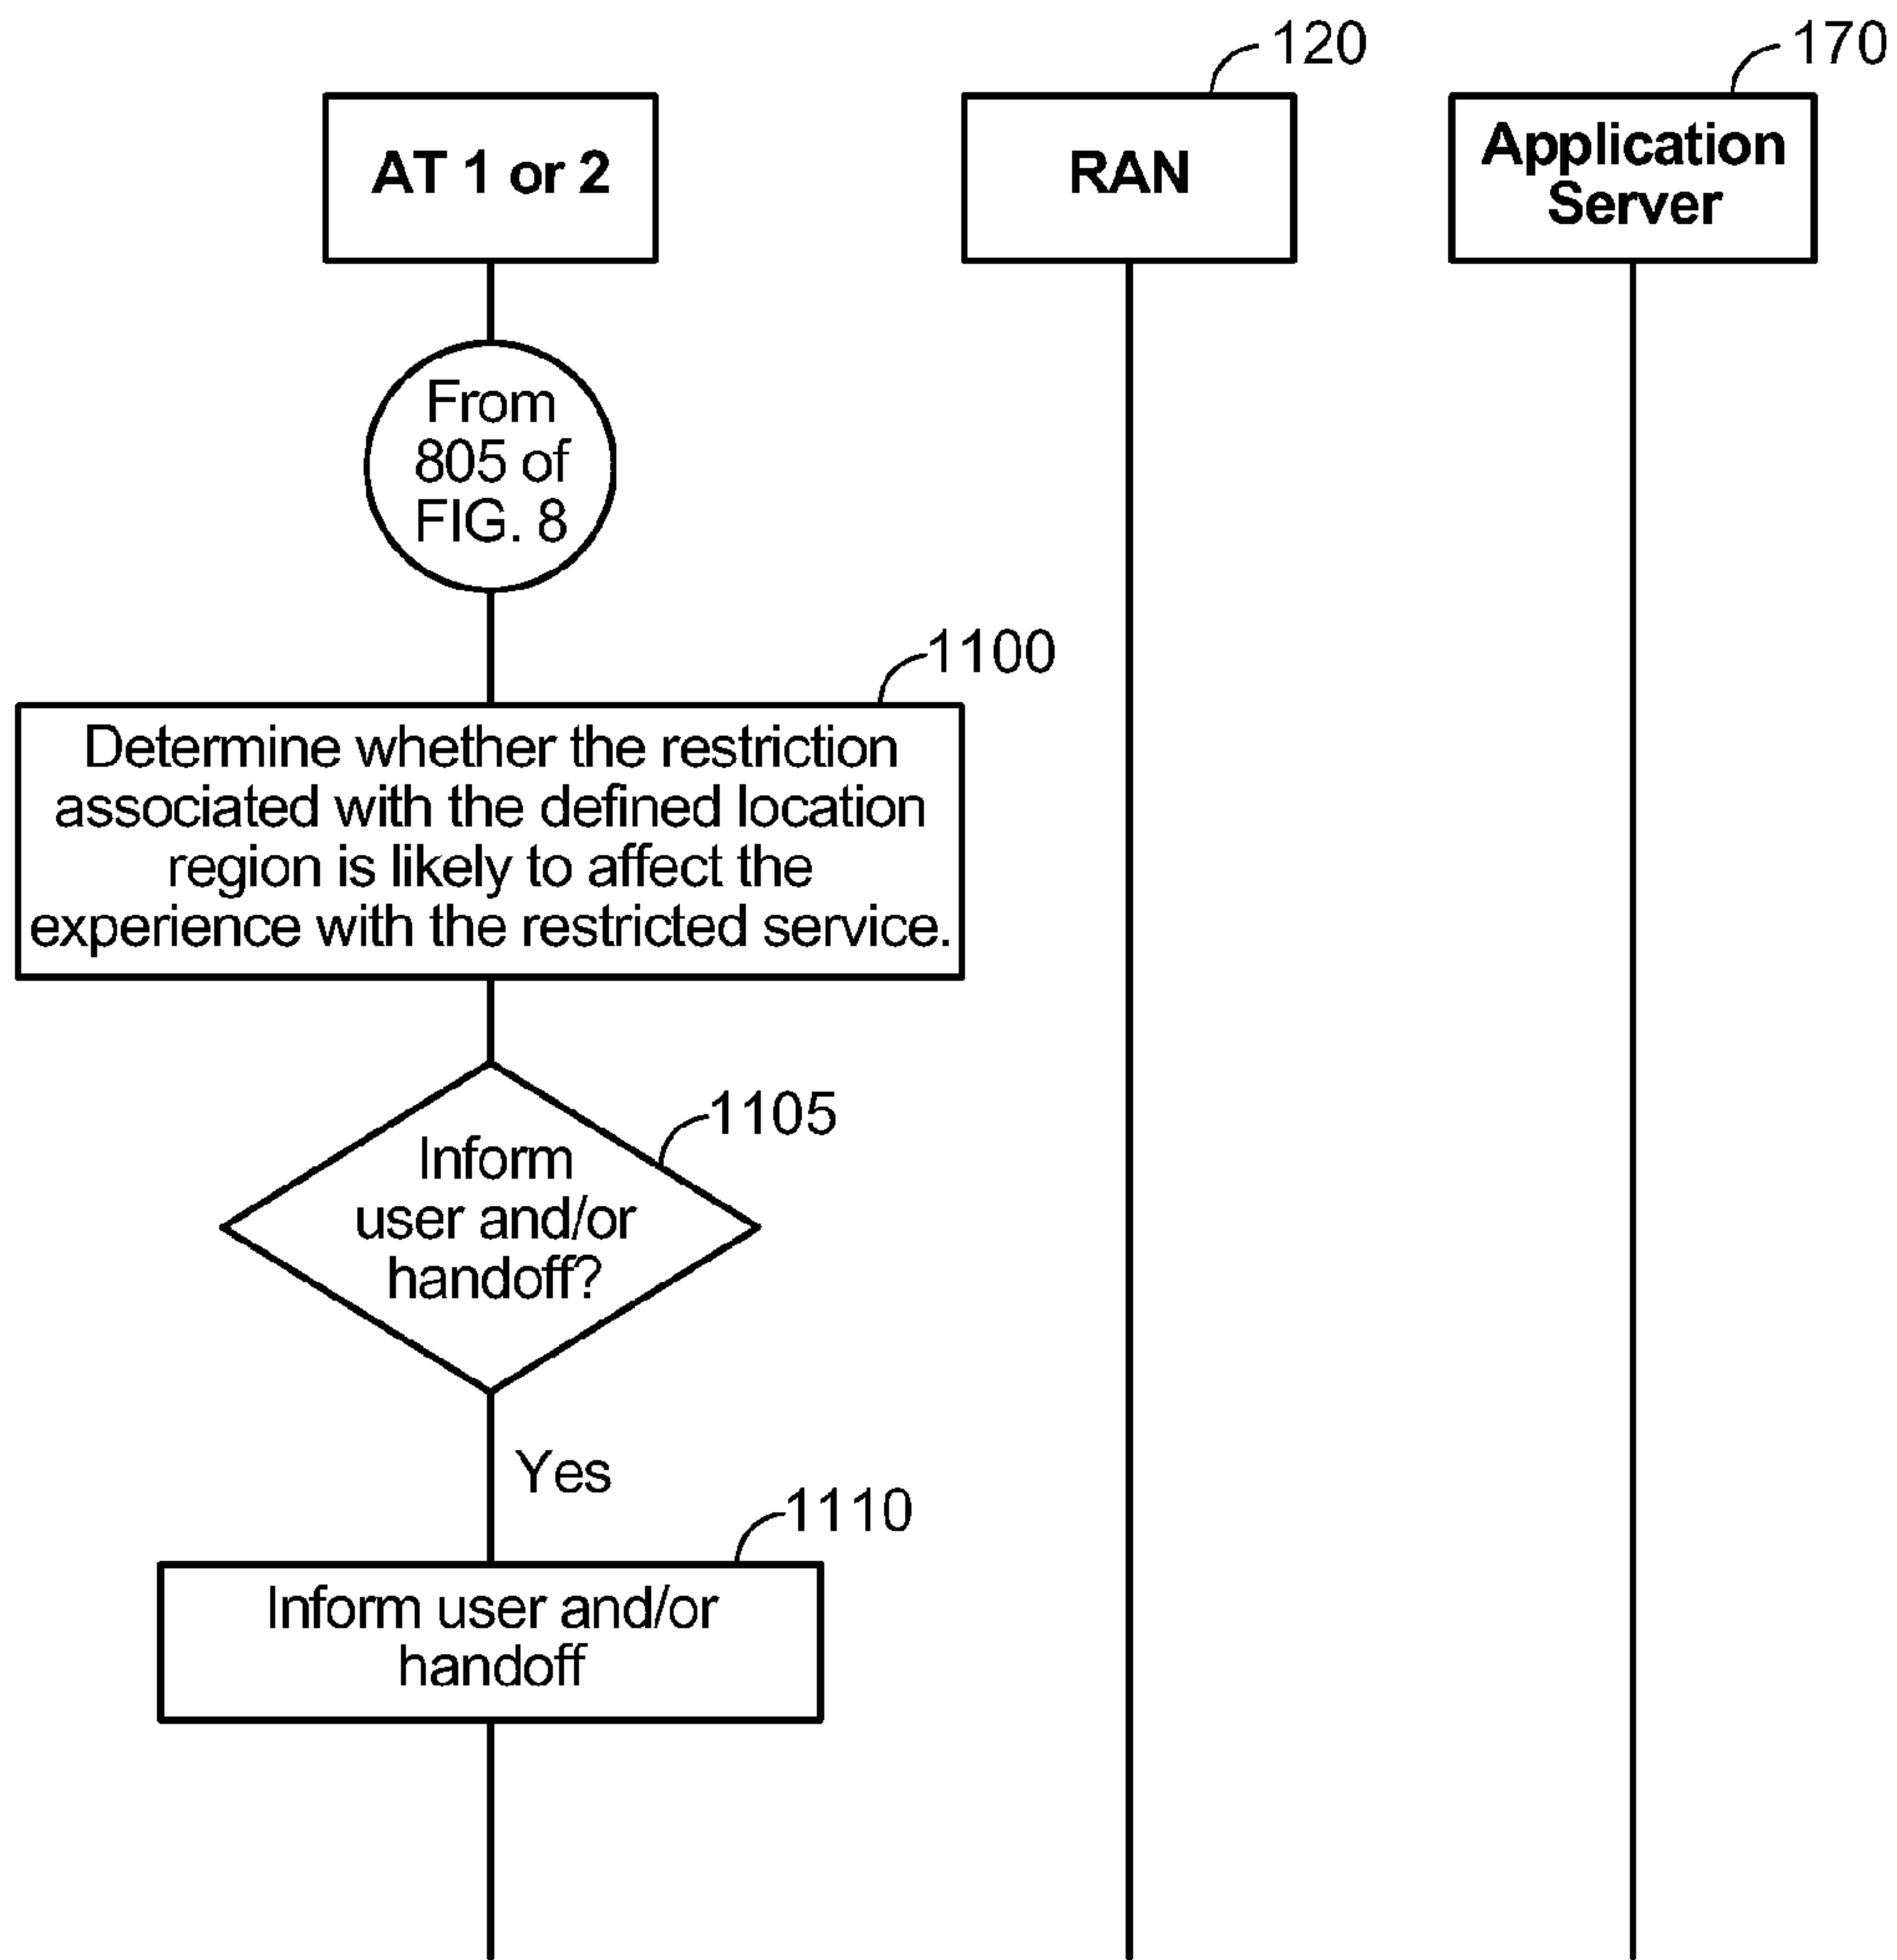 120
170
AT 1 or 2
RAN
Application
Server
From
805 of
FIG. 8
1100
Determine whether the restriction
associated with the defined location
region is likely to affect the
experience with the restricted service.
1105
Inform
user and/or
handoff?
Yes
1110
Inform user and/or
handoff